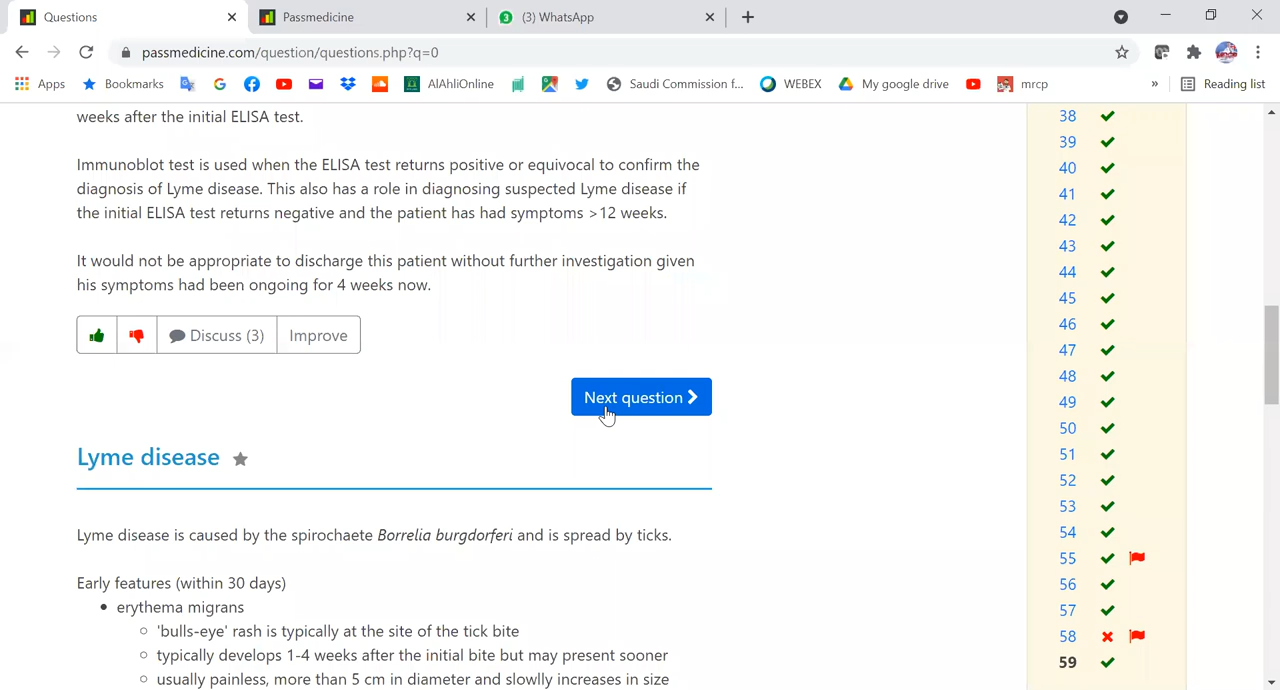 Questions
Passmedicine
3
(3) WhatsApp
passmedicine.com/question/questions.php?q=0
Apps
Bookmarks
AlAhliOnline
Saudi Commission f...
WEBEX
My google drive
mrcp
»
Reading list
weeks after the initial ELISA test.
Immunoblot test is used when the ELISA test returns positive or equivocal to confirm the
diagnosis of Lyme disease. This also has a role in diagnosing suspected Lyme disease if
the initial ELISA test returns negative and the patient has had symptoms >12 weeks.
It would not be appropriate to discharge this patient without further investigation given
his symptoms had been ongoing for 4 weeks now.
Discuss (3)
Improve
Next question
Lyme disease
Lyme disease is caused by the spirochaete Borrelia burgdorferi and is spread by ticks.
Early features (within 30 days)
• erythema migrans
○ 'bulls-eye' rash is typically at the site of the tick bite
○ typically develops 1-4 weeks after the initial bite but may present sooner
○ usually painless, more than 5 cm in diameter and slowlly increases in size
38
39
40
41
42
43
44
45
46
47
48
49
50
51
52
53
54
55
56
57
58
59